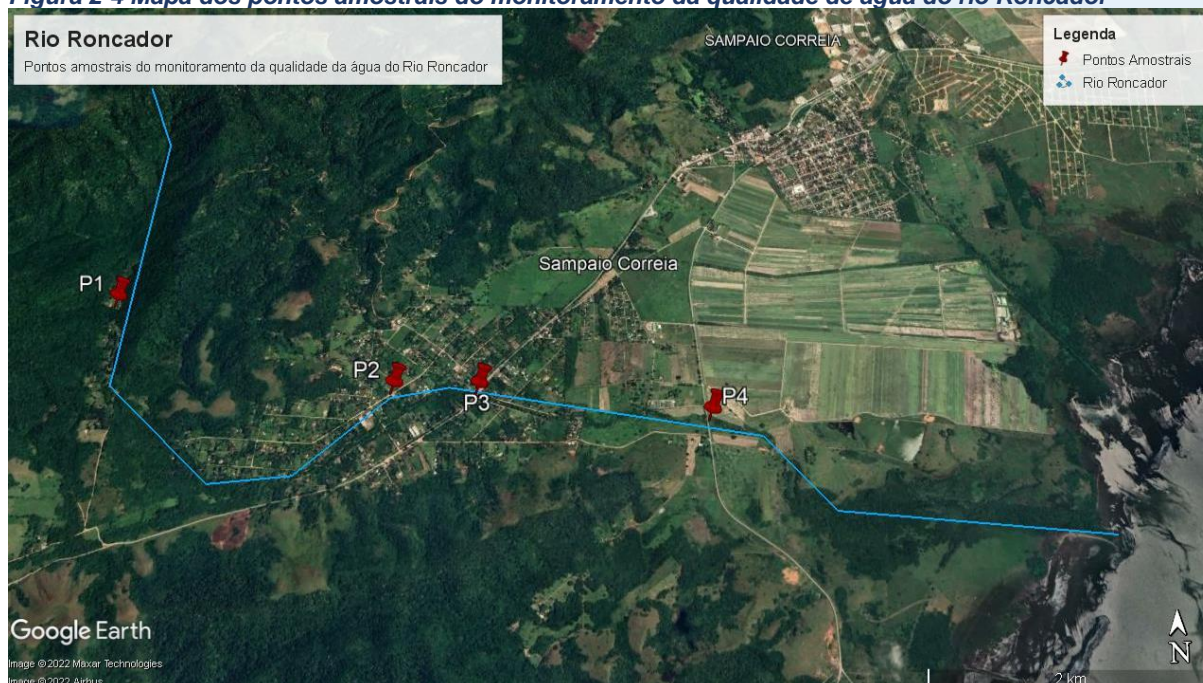 Figura 2-4 Mapa dos pontos amostrais do monitoramento da qualidade de água do rio Roncador
Rio Roncador
Pontos amostrais do monitoramento da qualidade da água do Rio Roncador
SAMPAIO CORREIA
Legenda
Pontos Amostrais
Rio Roncador
Sampaio Correia
P1
P2
P3
P4
Google Earth
Image © 2022 Maxar Technologies
Image © 2022 Airbus
N
2 km